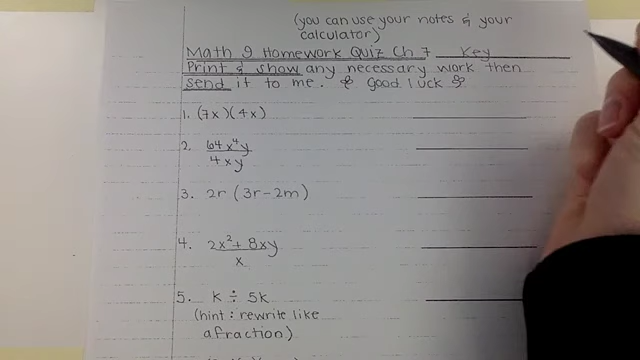 (you can use your notes & your
calculator)
Math 9 Homework Quiz Ch 7 Key
Print & show any necessary work then
send it to me. Good luck
1. (7x)(4x)
2. 64x⁴y
4xy
3. 2r (3r-2m)
4. 2x² + 8xy
x
5. k ÷ 5k
(hint : rewrite like
a fraction)